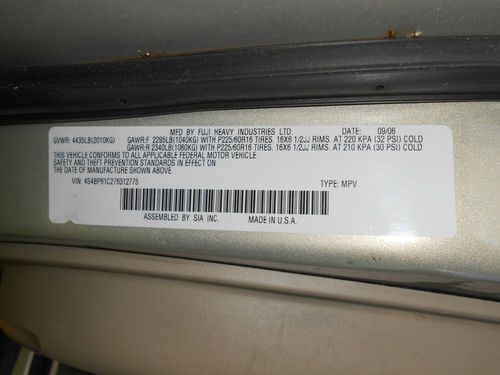 MFD. BY FUJI HEAVY INDUSTRIES LTD. DATE: 09/06
GVWR: 4435LB(2010KG) GAWR:F 2295LB(1040KG) WITH P225/60R16 TIRES. 16X6 1/2JJ RIMS. AT 220 KPA (32 PSI) COLD
GAWR:R 2340LB(1060KG) WITH P225/60R16 TIRES. 16X6 1/2JJ RIMS. AT 210 KPA (30 PSI) COLD
THIS VEHICLE CONFORMS TO ALL APPLICABLE FEDERAL MOTOR VEHICLE
SAFETY AND THEFT PREVENTION STANDARDS IN EFFECT ON
THE DATE OF MANUFACTURE SHOWN ABOVE.
VIN: 4S4BP61C276312775 TYPE: MPV
ASSEMBLED BY SIA INC. MADE IN U.S.A.